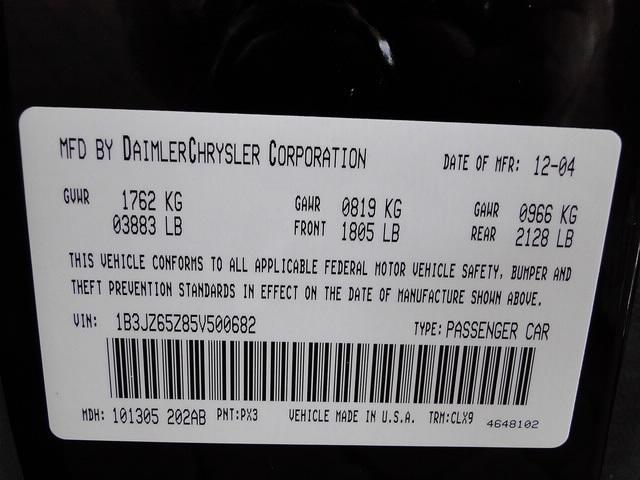 MFD BY DAIMLERCHRYSLER CORPORATION DATE OF MFR: 12-04
GVWR 1762 KG GAWR 0819 KG GAWR 0966 KG
03883 LB FRONT 1805 LB REAR 2128 LB
THIS VEHICLE CONFORMS TO ALL APPLICABLE FEDERAL MOTOR VEHICLE SAFETY, BUMPER AND
THEFT PREVENTION STANDARDS IN EFFECT ON THE DATE OF MANUFACTURE SHOWN ABOVE.
VIN: 1B3JZ65Z85V500682 TYPE: PASSENGER CAR
MDH: 101305 202AB PNT:PX3 VEHICLE MADE IN U.S.A. TRM:CLX9 4648102